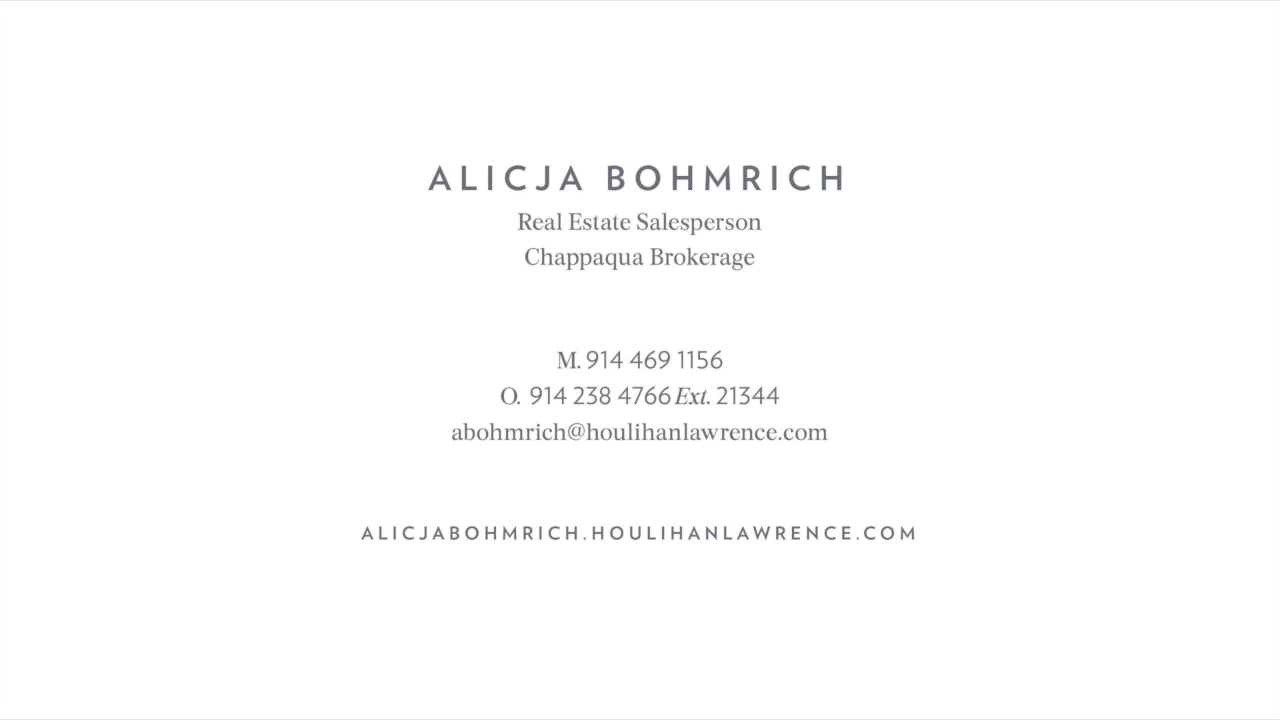 ALICJA BOHMRICH
Real Estate Salesperson
Chappaqua Brokerage
M. 914 469 1156
O. 914 238 4766 Ext. 21344
abohmrich@houlihanlawrence.com
ALICJABOHMRICH.HOULIHANLAWRENCE.COM